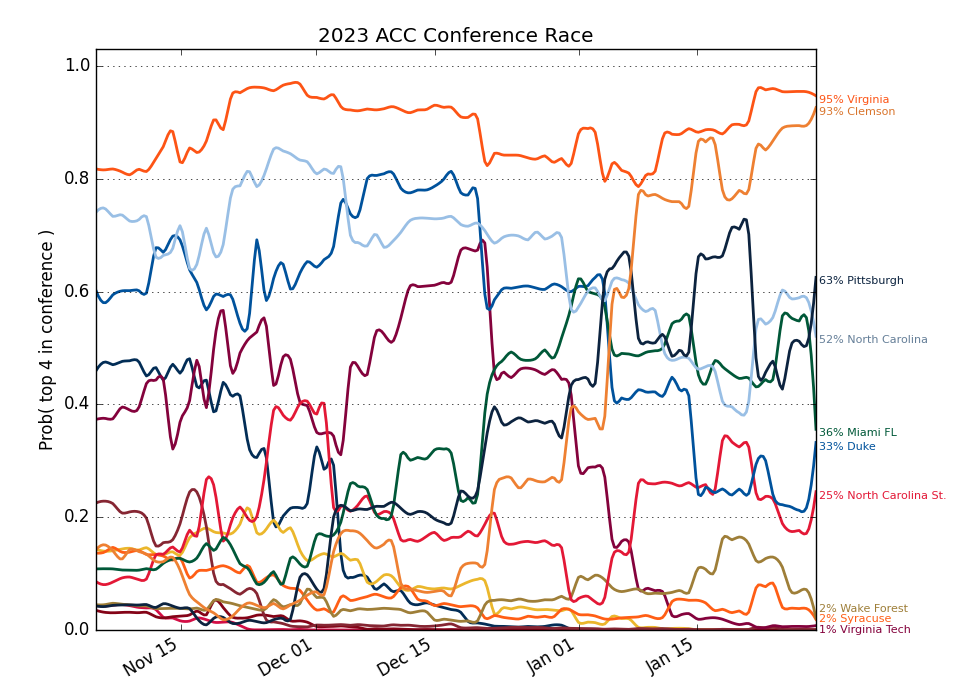 2023 ACC Conference Race
Prob( top 4 in conference )
1.0
0.8
0.6
0.4
0.2
0.0
Nov 15
Dec 01
Dec 15
Jan 01
Jan 15
95% Virginia
93% Clemson
63% Pittsburgh
52% North Carolina
36% Miami FL
33% Duke
25% North Carolina St.
2% Wake Forest
2% Syracuse
1% Virginia Tech